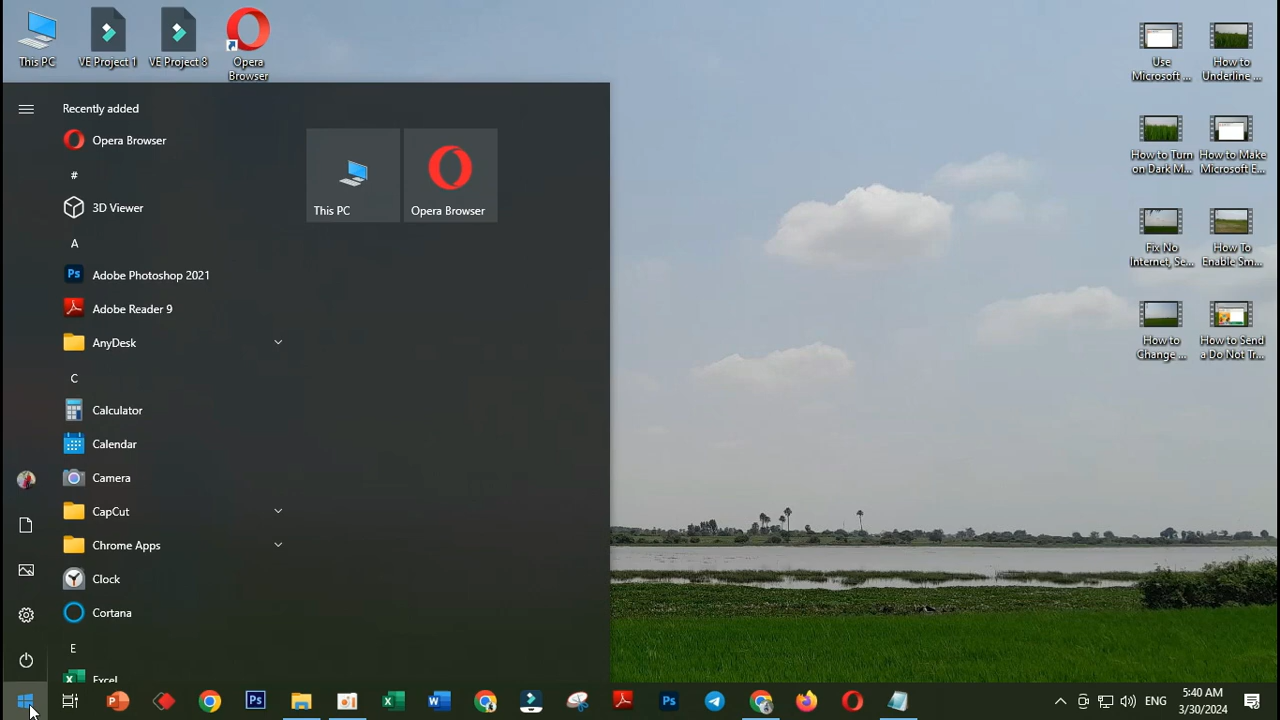 This PC
VE Project 1
VE Project 8
Opera
Browser
Use
Microsoft ...
How to
Underline ...
How to Turn
on Dark M...
How to Make
Microsoft E...
Fix No
Internet, Se...
How To
Enable Sm...
How to
Change ...
How to Send
a Do Not Tr...
Recently added
Opera Browser
#
3D Viewer
A
Adobe Photoshop 2021
Adobe Reader 9
AnyDesk
C
Calculator
Calendar
Camera
CapCut
Chrome Apps
Clock
Cortana
E
Excel
This PC
Opera Browser
ENG
5:40 AM
3/30/2024